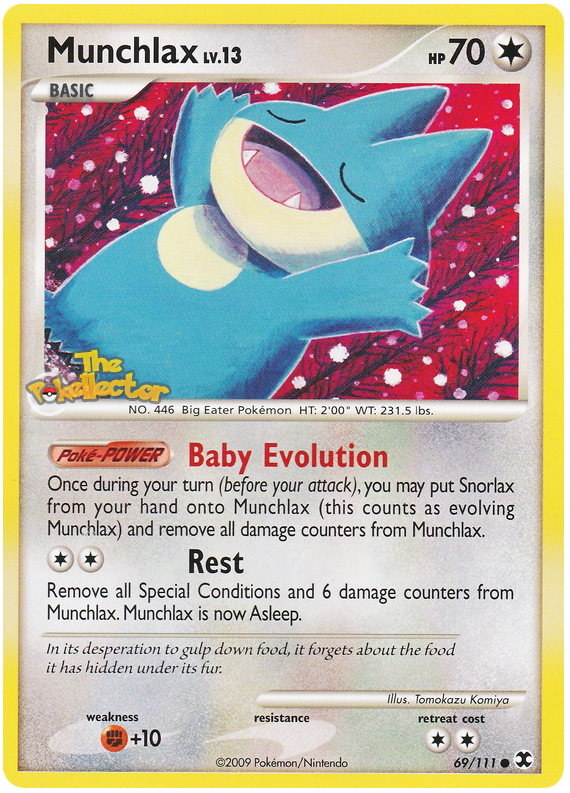 Munchlax LV.13 HP 70
BASIC
The
Pokéllector
NO. 446 Big Eater Pokémon HT: 2'00" WT: 231.5 lbs.
Poké-POWER Baby Evolution
Once during your turn (before your attack), you may put Snorlax
from your hand onto Munchlax (this counts as evolving
Munchlax) and remove all damage counters from Munchlax.
Rest
Remove all Special Conditions and 6 damage counters from
Munchlax. Munchlax is now Asleep.
In its desperation to gulp down food, it forgets about the food
it has hidden under its fur.
Illus. Tomokazu Komiya
weakness resistance retreat cost
+10
©2009 Pokémon/Nintendo 69/111